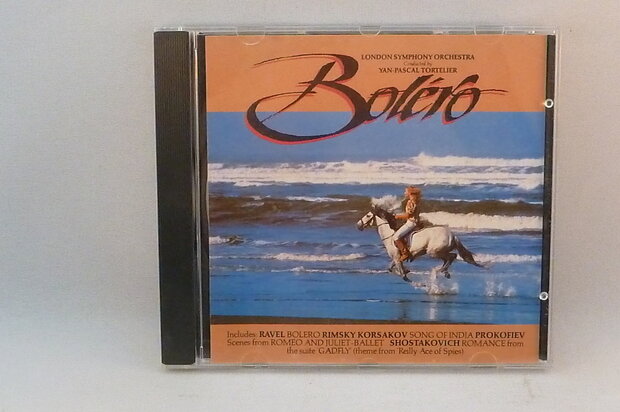 LONDON SYMPHONY ORCHESTRA
Conducted by
YAN-PASCAL TORTELIER
Boléro
Includes: RAVEL BOLERO RIMSKY KORSAKOV SONG OF INDIA PROKOFIEV
Scenes from ROMEO AND JULIET-BALLET SHOSTAKOVICH ROMANCE from
the suite 'GADFLY' (theme from 'Reilly Ace of Spies)